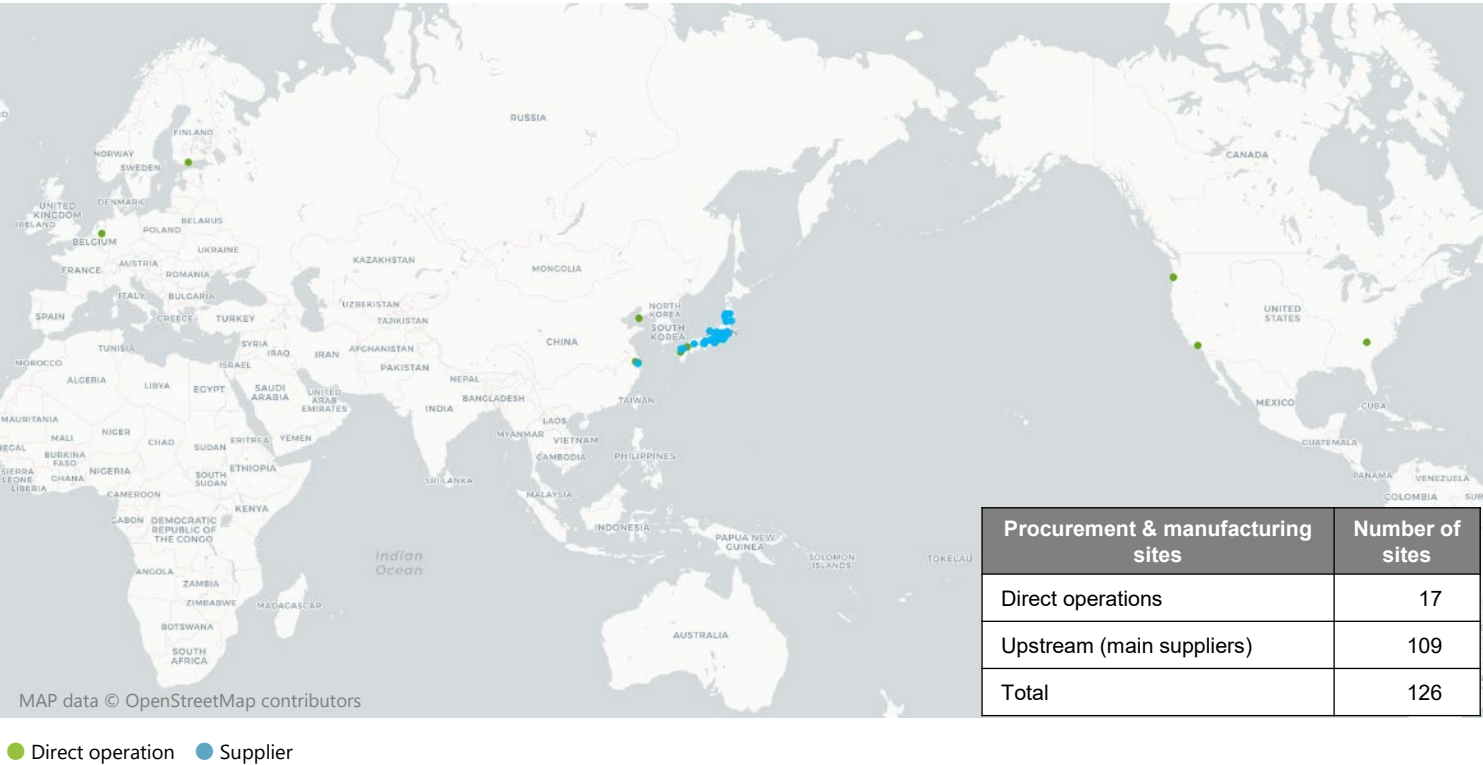 RUSSIA
FINLAND
NORWAY
SWEDEN
CANADA
UNITED
KINGDOM
IRELAND
DENMARK
BELARUS
POLAND
BELGIUM
UKRAINE
AUSTRIA
FRANCE
ROMANIA
KAZAKHSTAN
MONGOLIA
ITALY
BULGARIA
UZBEKISTAN
NORTH
KOREA
SPAIN
GREECE
TURKEY
TAJIKISTAN
SOUTH
KOREA
UNITED
STATES
TUNISIA
SYRIA
IRAQ
IRAN
AFGHANISTAN
CHINA
MOROCCO
ISRAEL
PAKISTAN
ALGERIA
LIBYA
EGYPT
SAUDI
ARABIA
UNITED
ARAB
EMIRATES
NEPAL
BANGLADESH
INDIA
TAIWAN
MEXICO
CUBA
MAURITANIA
MALI
NIGER
CHAD
SUDAN
ERITREA
YEMEN
LAOS
MYANMAR
VIETNAM
GUATEMALA
BURKINA
FASO
SIERRA
LEONE
GHANA
NIGERIA
LIBERIA
SOUTH
SUDAN
ETHIOPIA
CAMBODIA
PHILIPPINES
SRI LANKA
PANAMA
VENEZUELA
COLOMBIA
CAMEROON
KENYA
MALAYSIA
GABON
DEMOCRATIC
REPUBLIC OF
THE CONGO
INDONESIA
PAPUA NEW
GUINEA
SOLOMON
ISLANDS
TOKELAU
Indian
Ocean
ANGOLA
ZAMBIA
ZIMBABWE
MADAGASCAR
BOTSWANA
SOUTH
AFRICA
AUSTRALIA
Procurement & manufacturing
sites
Number of
sites
Direct operations 17
Upstream (main suppliers) 109
Total 126
MAP data © OpenStreetMap contributors
Direct operation
Supplier